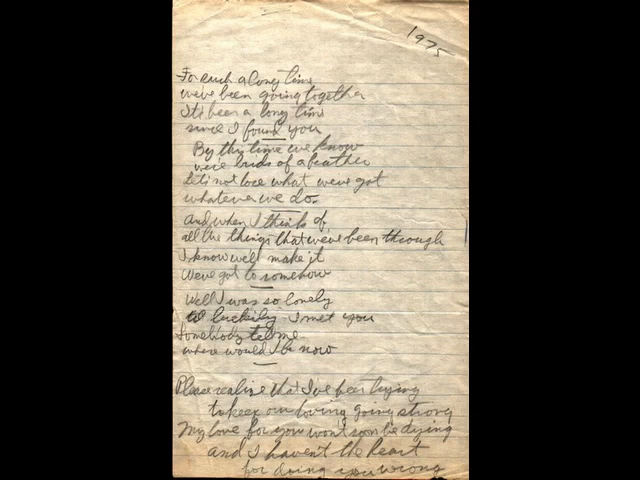 1975
For such a long time
we've been going together
It's been a long time
since I found you
By this time we know
we're birds of a feather
Let's not lose what we've got
whatever we do.
And when I think of
all the things that we've been through
I know we'll make it
We've got to somehow
Well I was so lonely
luckily I met you
Somebody tell me
where would I be now
Please realize that I've been trying
to keep our loving going strong
My love for you won't soon be dying
and I haven't the heart
for doing you wrong